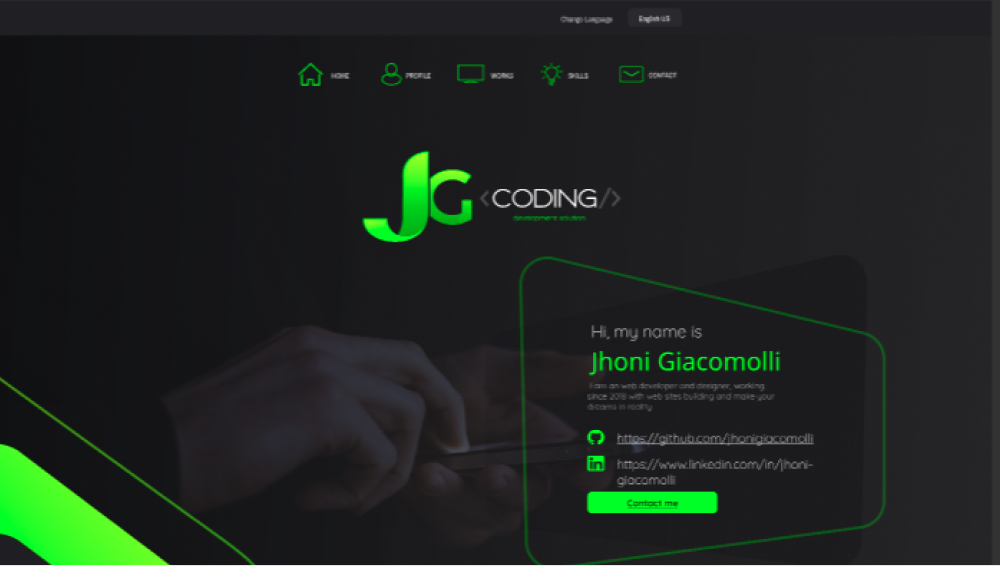 Change Language English US
HOME PROFILE WORKS SKILLS CONTACT
JG <CODING/>
development solution
Hi, my name is
Jhoni Giacomolli
I am an web developer and designer, working
since 2018 with web sites building and make your
dreams in reality
https://github.com/jhonigiacomolli
https://www.linkedin.com/in/jhoni-
giacomolli
Contact me